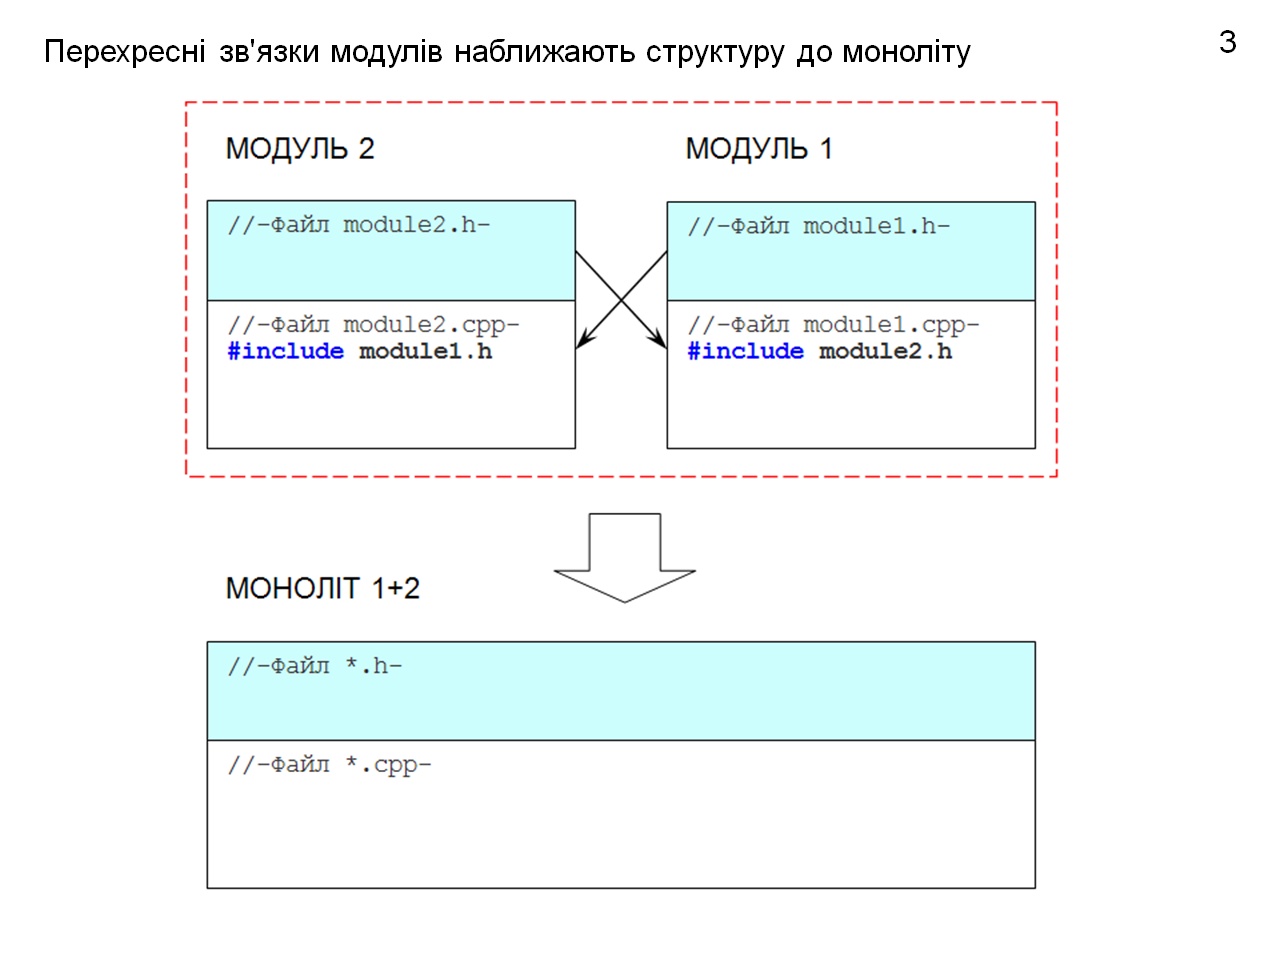 Перехресні зв'язки модулів наближають структуру до моноліту
3
МОДУЛЬ 2
МОДУЛЬ 1
//-Файл module2.h-
//-Файл module1.h-
//-Файл module2.cpp-
#include module1.h
//-Файл module1.cpp-
#include module2.h
МОНОЛІТ 1+2
//-Файл *.h-
//-Файл *.cpp-